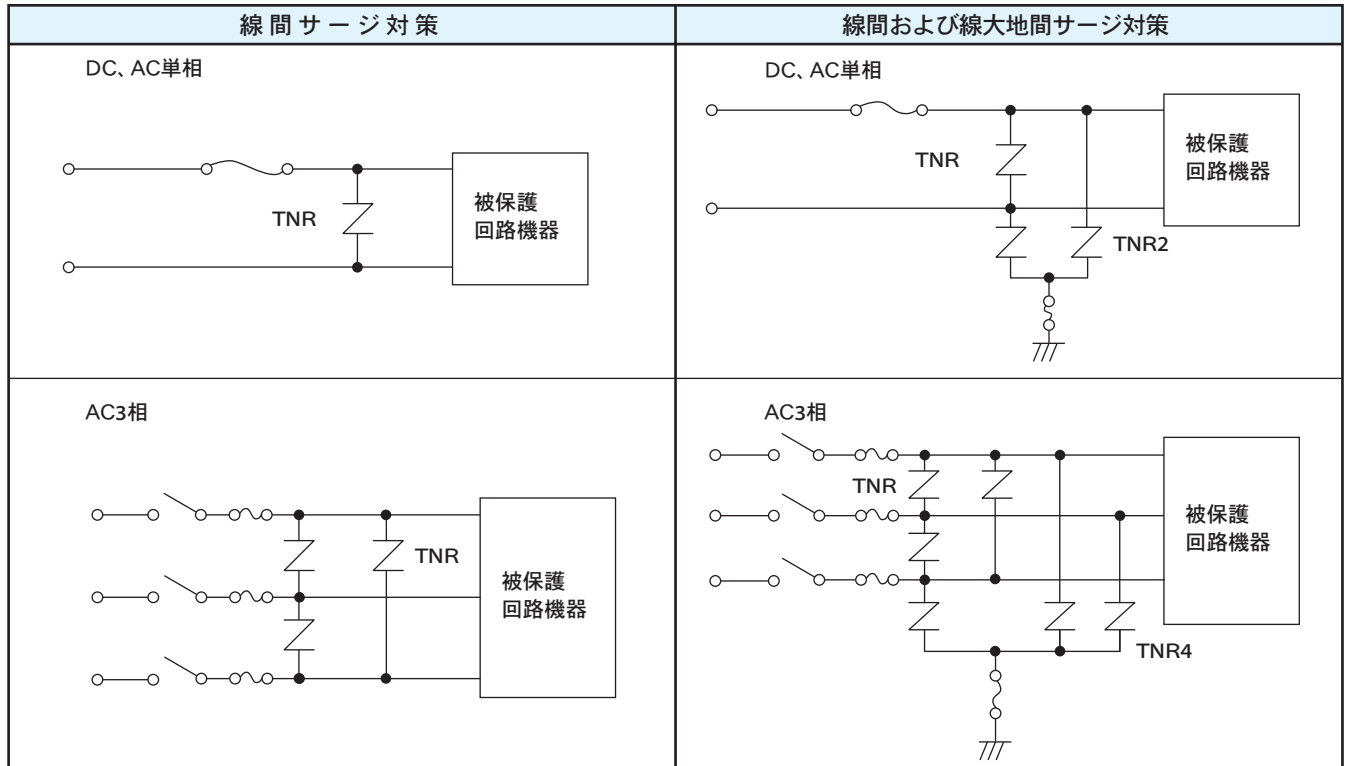 線間サージ対策
線間および線大地間サージ対策
DC、AC単相
TNR
被保護
回路機器
DC、AC単相
TNR
TNR2
被保護
回路機器
AC3相
TNR
被保護
回路機器
AC3相
TNR
TNR4
被保護
回路機器